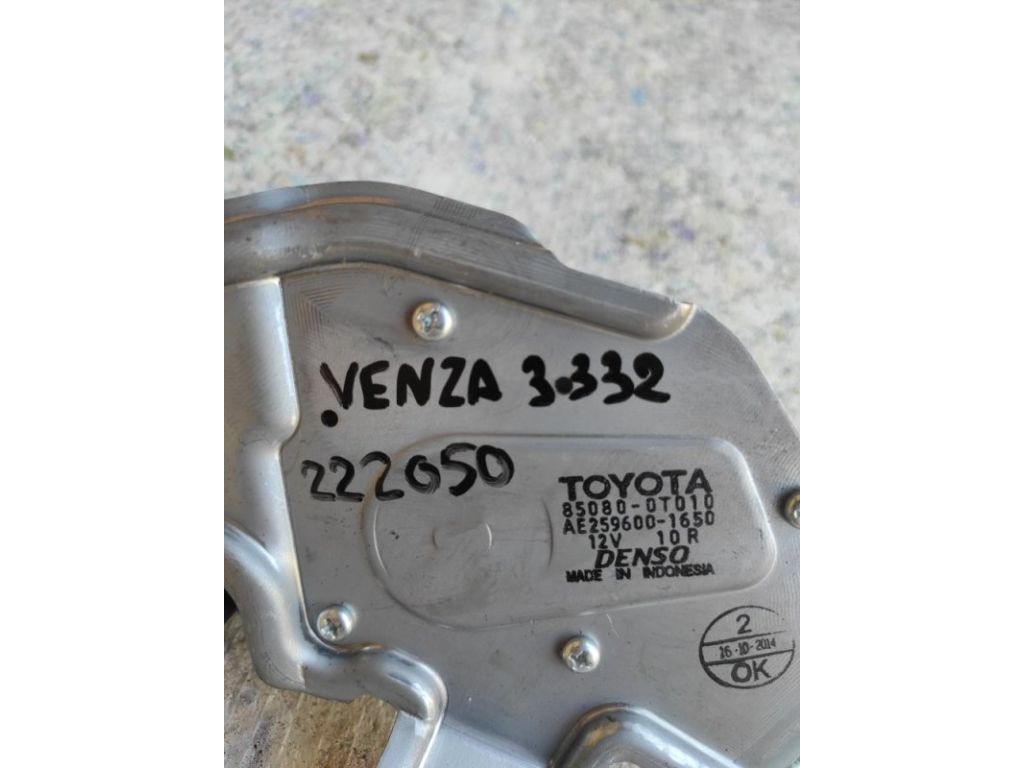 .VENZA 3.332
222050
TOYOTA
85080-0T010
AE259600-1650
12V 10R
DENSO
MADE IN INDONESIA
2
16-10-2014
OK